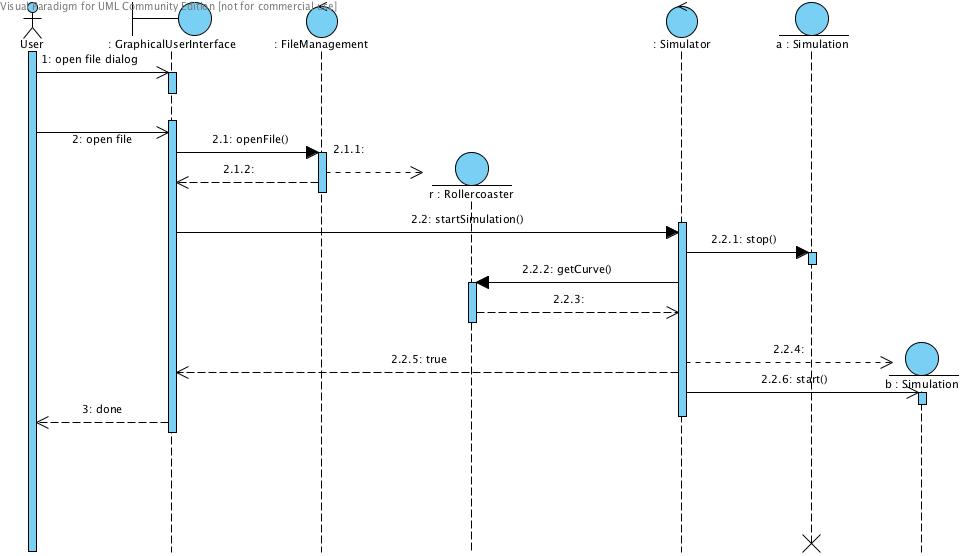 Visual Paradigm for UML Community Edition [not for commercial use]
User
: GraphicalUserInterface
: FileManagement
: Simulator
a : Simulation
1: open file dialog
2: open file
2.1: openFile()
2.1.1:
2.1.2:
r : Rollercoaster
2.2: startSimulation()
2.2.1: stop()
2.2.2: getCurve()
2.2.3:
2.2.4:
2.2.5: true
2.2.6: start()
b : Simulation
3: done